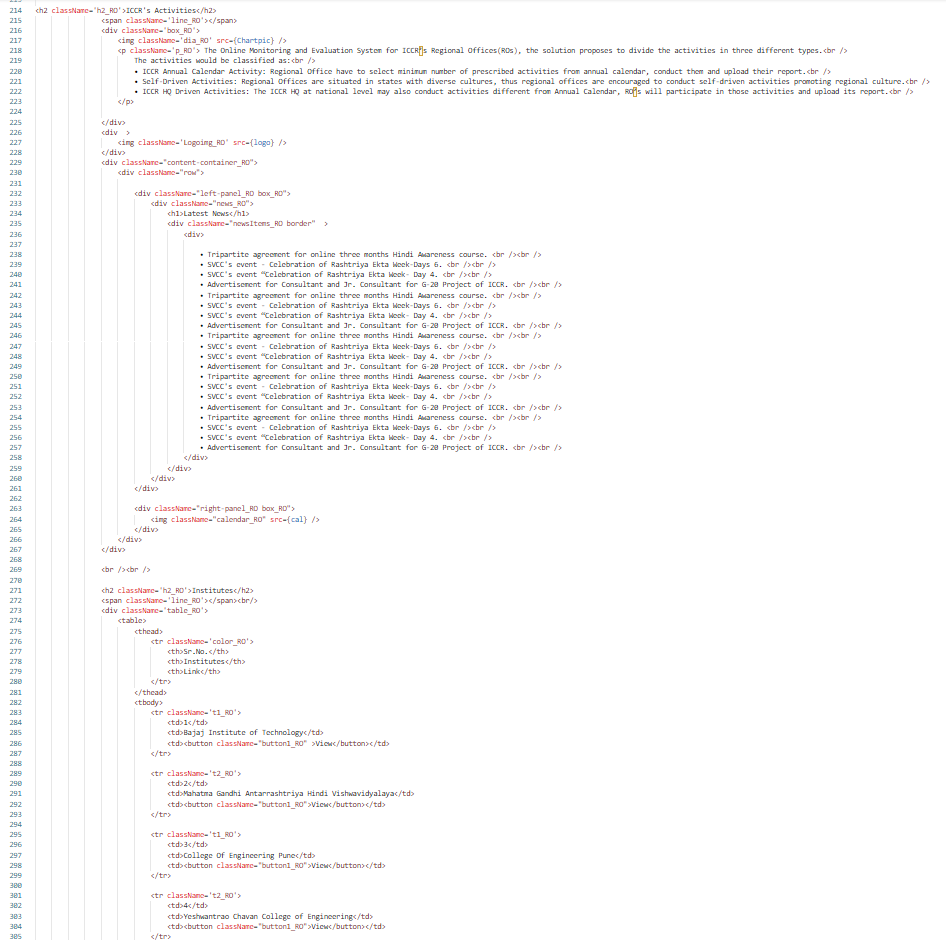 214 <h2 className='h2_RO'>ICCR's Activities</h2>
215 <span className='line_RO'></span>
216 <div className='box_RO'>
217 <img className='dia_RO' src={Chartpic} />
218 <p className='p_RO'> The Online Monitoring and Evaluation System for ICCR’s Regional Offices(ROs), the solution proposes to divide the activities in three different types.<br />
219 The activities would be classified as:<br />
220 • ICCR Annual Calendar Activity: Regional Office have to select minimum number of prescribed activities from annual calendar, conduct them and upload their report.<br />
221 • Self-Driven Activities: Regional Offices are situated in states with diverse cultures, thus regional offices are encouraged to conduct self-driven activities promoting regional culture.<br />
222 • ICCR HQ Driven Activities: The ICCR HQ at national level may also conduct activities different from Annual Calendar, RO’s will participate in those activities and upload its report.<br />
223 </p>
224
225 </div>
226 <div >
227 <img className='Logoimg_RO' src={logo} />
228 </div>
229 <div className="content-container_RO">
230 <div className="row">
231
232 <div className="left-panel_RO box_RO">
233 <div className="news_RO">
234 <h1>Latest News</h1>
235 <div className="newsItems_RO border" >
236 <div>
237
238 • Tripartite agreement for online three months Hindi Awareness course. <br /><br />
239 • SVCC's event - Celebration of Rashtriya Ekta Week-Days 6. <br /><br />
240 • SVCC's event “Celebration of Rashtriya Ekta Week- Day 4. <br /><br />
241 • Advertisement for Consultant and Jr. Consultant for G-20 Project of ICCR. <br /><br />
242 • Tripartite agreement for online three months Hindi Awareness course. <br /><br />
243 • SVCC's event - Celebration of Rashtriya Ekta Week-Days 6. <br /><br />
244 • SVCC's event “Celebration of Rashtriya Ekta Week- Day 4. <br /><br />
245 • Advertisement for Consultant and Jr. Consultant for G-20 Project of ICCR. <br /><br />
246 • Tripartite agreement for online three months Hindi Awareness course. <br /><br />
247 • SVCC's event - Celebration of Rashtriya Ekta Week-Days 6. <br /><br />
248 • SVCC's event “Celebration of Rashtriya Ekta Week- Day 4. <br /><br />
249 • Advertisement for Consultant and Jr. Consultant for G-20 Project of ICCR. <br /><br />
250 • Tripartite agreement for online three months Hindi Awareness course. <br /><br />
251 • SVCC's event - Celebration of Rashtriya Ekta Week-Days 6. <br /><br />
252 • SVCC's event “Celebration of Rashtriya Ekta Week- Day 4. <br /><br />
253 • Advertisement for Consultant and Jr. Consultant for G-20 Project of ICCR. <br /><br />
254 • Tripartite agreement for online three months Hindi Awareness course. <br /><br />
255 • SVCC's event - Celebration of Rashtriya Ekta Week-Days 6. <br /><br />
256 • SVCC's event “Celebration of Rashtriya Ekta Week- Day 4. <br /><br />
257 • Advertisement for Consultant and Jr. Consultant for G-20 Project of ICCR. <br /><br />
258 </div>
259 </div>
260 </div>
261 </div>
262
263 <div className="right-panel_RO box_RO">
264 <img className="calendar_RO" src={cal} />
265 </div>
266 </div>
267 </div>
268
269 <br /><br />
270
271 <h2 className='h2_RO'>Institutes</h2>
272 <span className='line_RO'></span><br/>
273 <div className='table_RO'>
274 <table>
275 <thead>
276 <tr className='color_RO'>
277 <th>Sr.No.</th>
278 <th>Institutes</th>
279 <th>Link</th>
280 </tr>
281 </thead>
282 <tbody>
283 <tr className='t1_RO'>
284 <td>1</td>
285 <td>Bajaj Institute of Technology</td>
286 <td><button className="button1_RO" >View</button></td>
287 </tr>
288
289 <tr className='t2_RO'>
290 <td>2</td>
291 <td>Mahatma Gandhi Antarrashtriya Hindi Vishwavidyalaya</td>
292 <td><button className="button1_RO">View</button></td>
293 </tr>
294
295 <tr className='t1_RO'>
296 <td>3</td>
297 <td>College Of Engineering Pune</td>
298 <td><button className="button1_RO">View</button></td>
299 </tr>
300
301 <tr className='t2_RO'>
302 <td>4</td>
303 <td>Yeshwantrao Chavan College of Engineering</td>
304 <td><button className="button1_RO">View</button></td>
305 </tr>